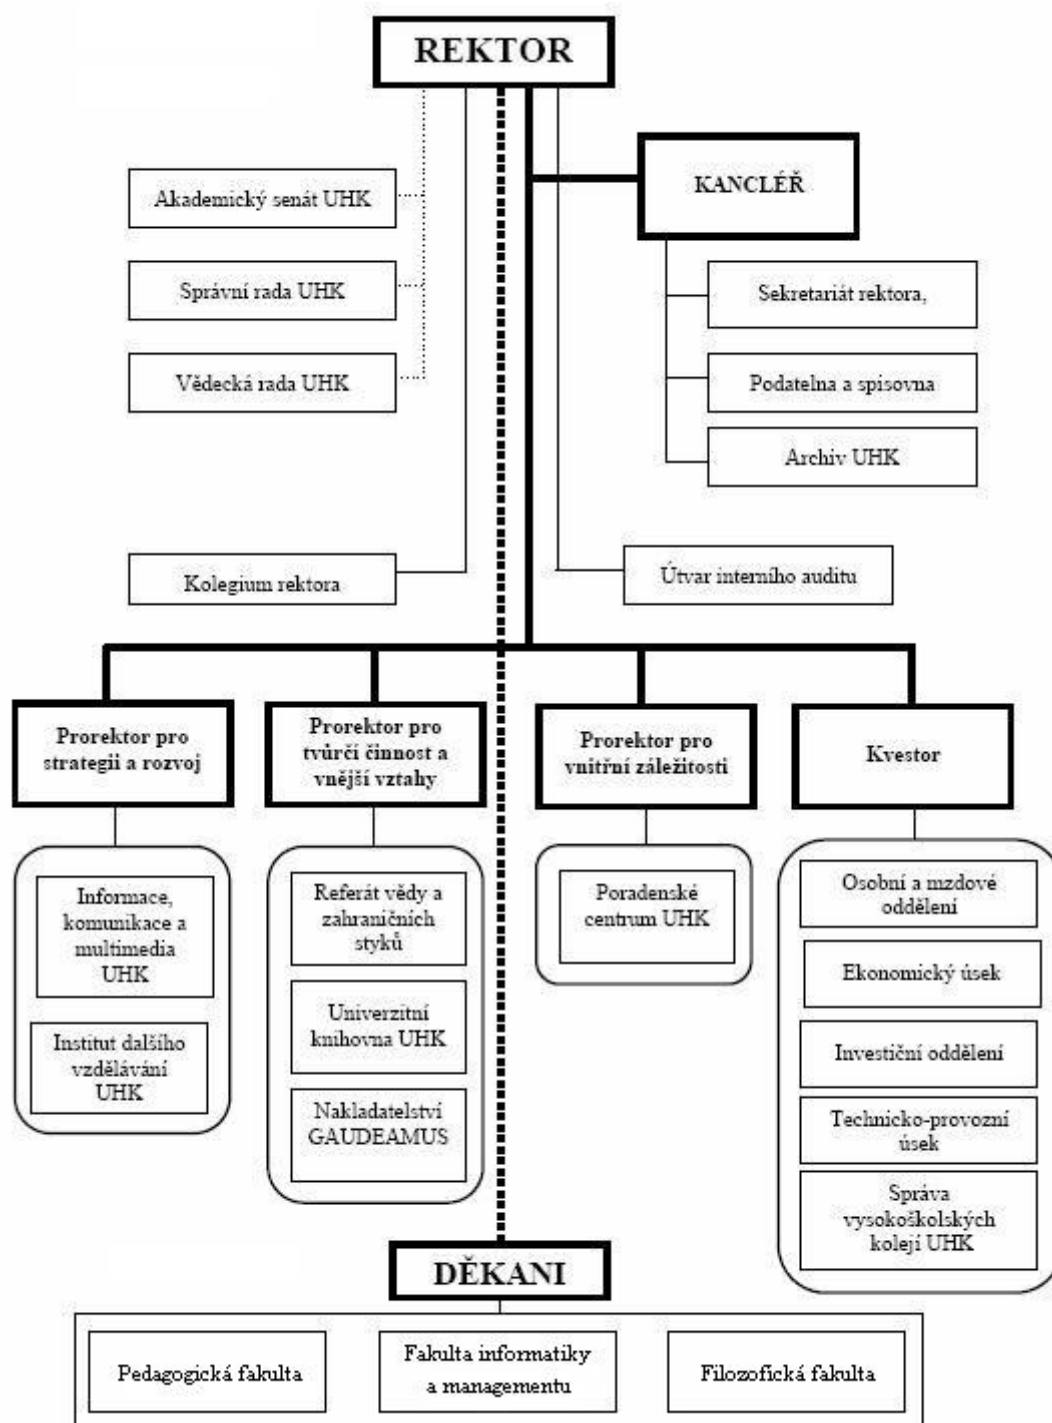 REKTOR
KANCLÉŘ
Akademický senát UHK
Správní rada UHK
Vědecká rada UHK
Sekretariát rektora,
Podatelna a spisovna
Archiv UHK
Kolegium rektora
Útvar interního auditu
Prorektor pro
strategii a rozvoj
Prorektor pro
tvůrčí činnost a
vnější vztahy
Prorektor pro
vnitřní záležitosti
Kvestor
Informace,
komunikace a
multimedia
UHK
Institut dalšího
vzdělávání
UHK
Referát vědy a
zahraničních
styků
Univerzitní
knihovna UHK
Nakladatelství
GAUDEAMUS
Poradenské
centrum UHK
Osobní a mzdové
oddělení
Ekonomický úsek
Investiční oddělení
Technicko-provozní
úsek
Správa
vysokoškolských
kolejí UHK
DĚKANI
Pedagogická fakulta
Fakulta informatiky
a managementu
Filozofická fakulta